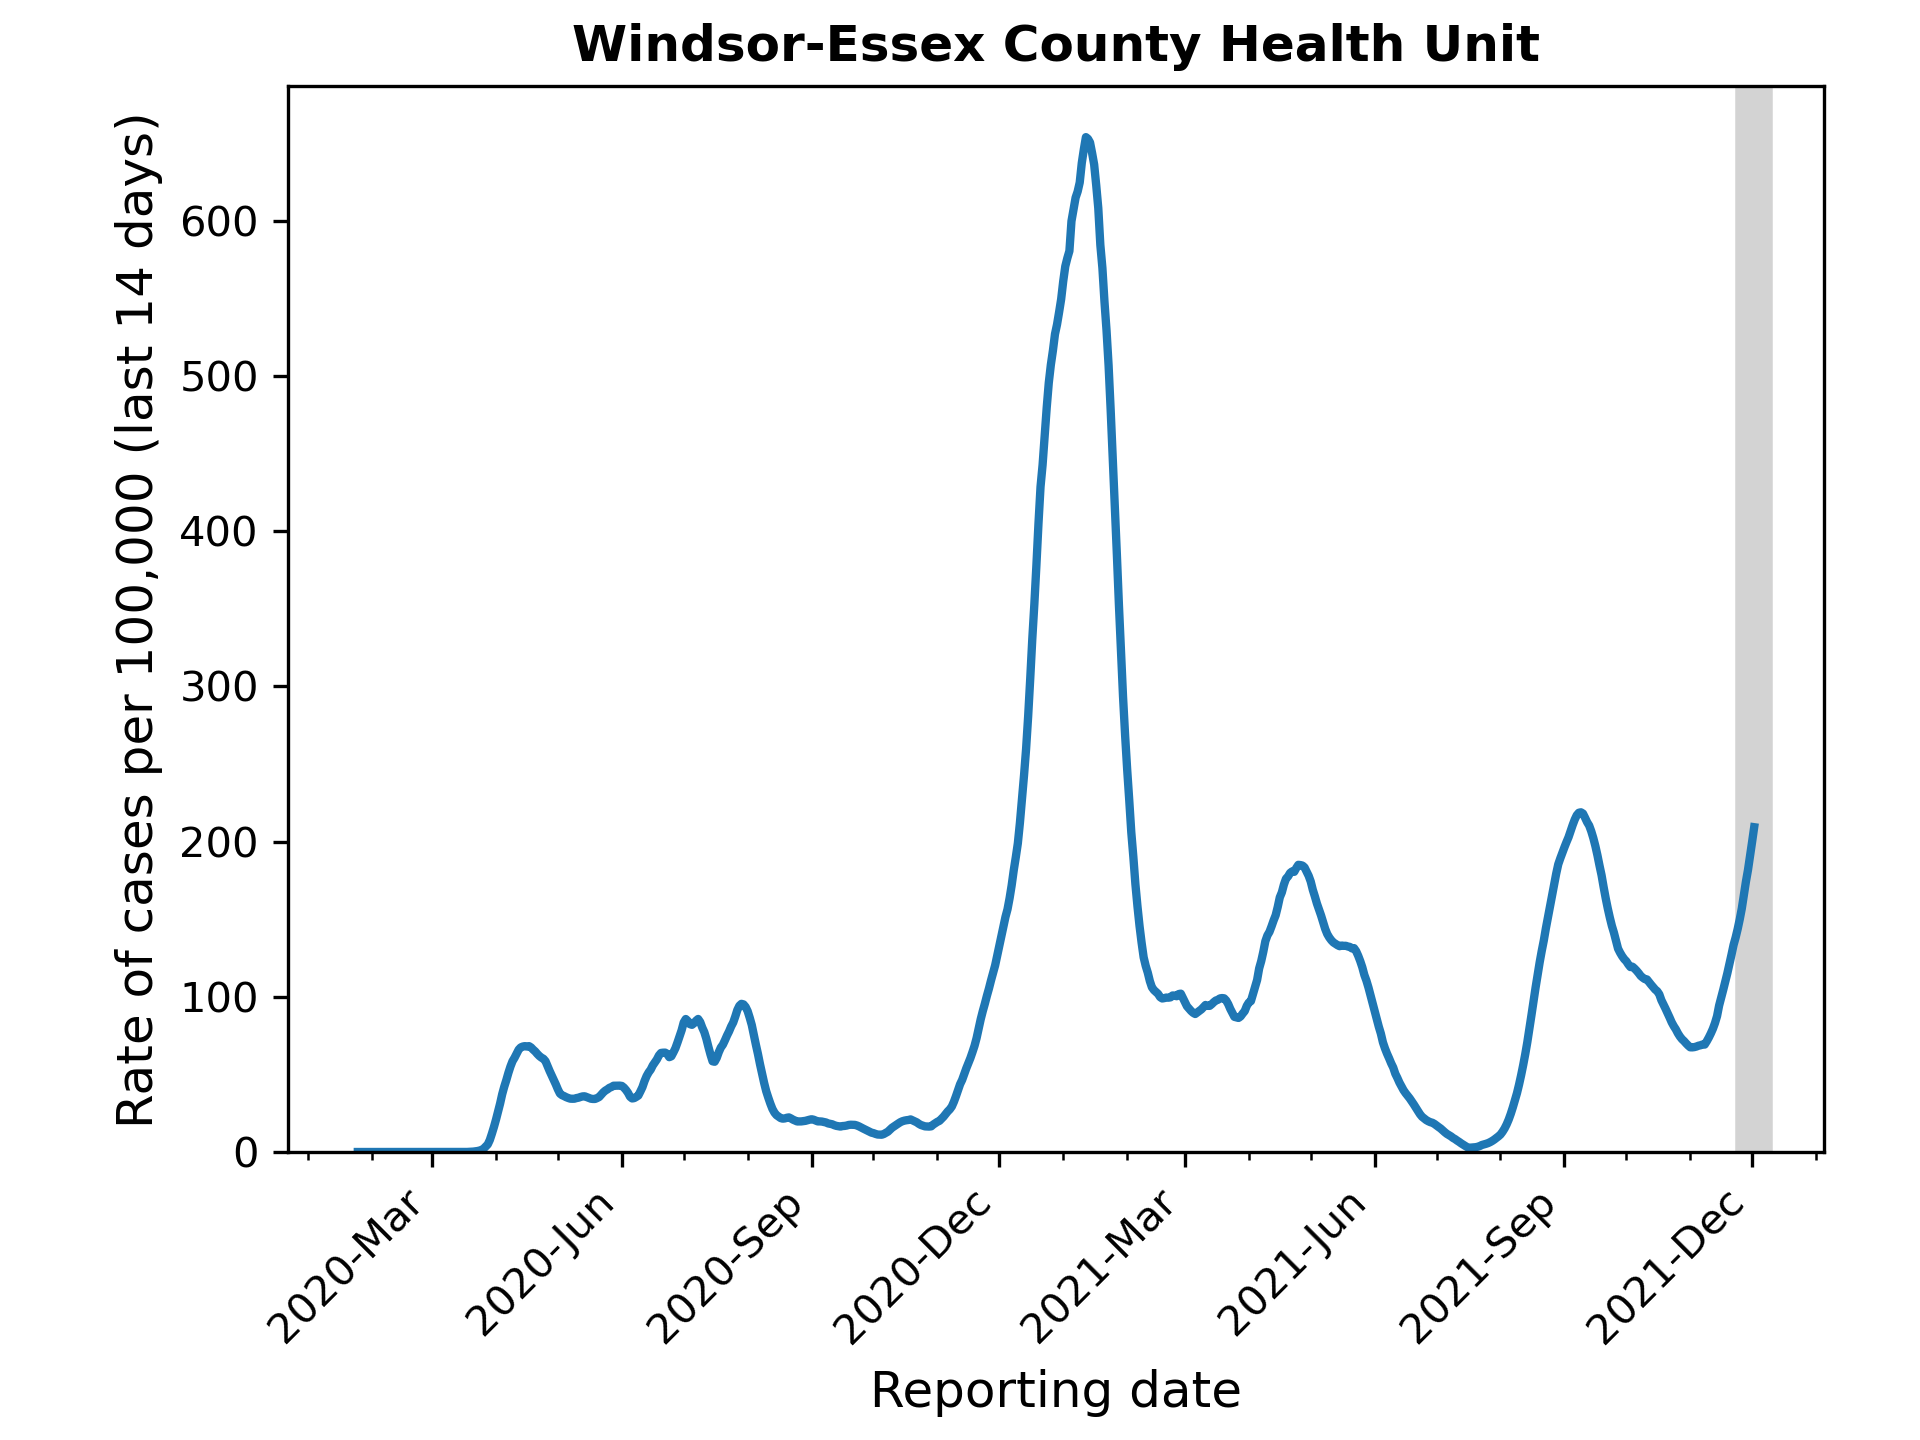 Windsor-Essex County Health Unit
Rate of cases per 100,000 (last 14 days)
600
500
400
300
200
100
0
2020-Mar
2020-Jun
2020-Sep
2020-Dec
2021-Mar
2021-Jun
2021-Sep
2021-Dec
Reporting date